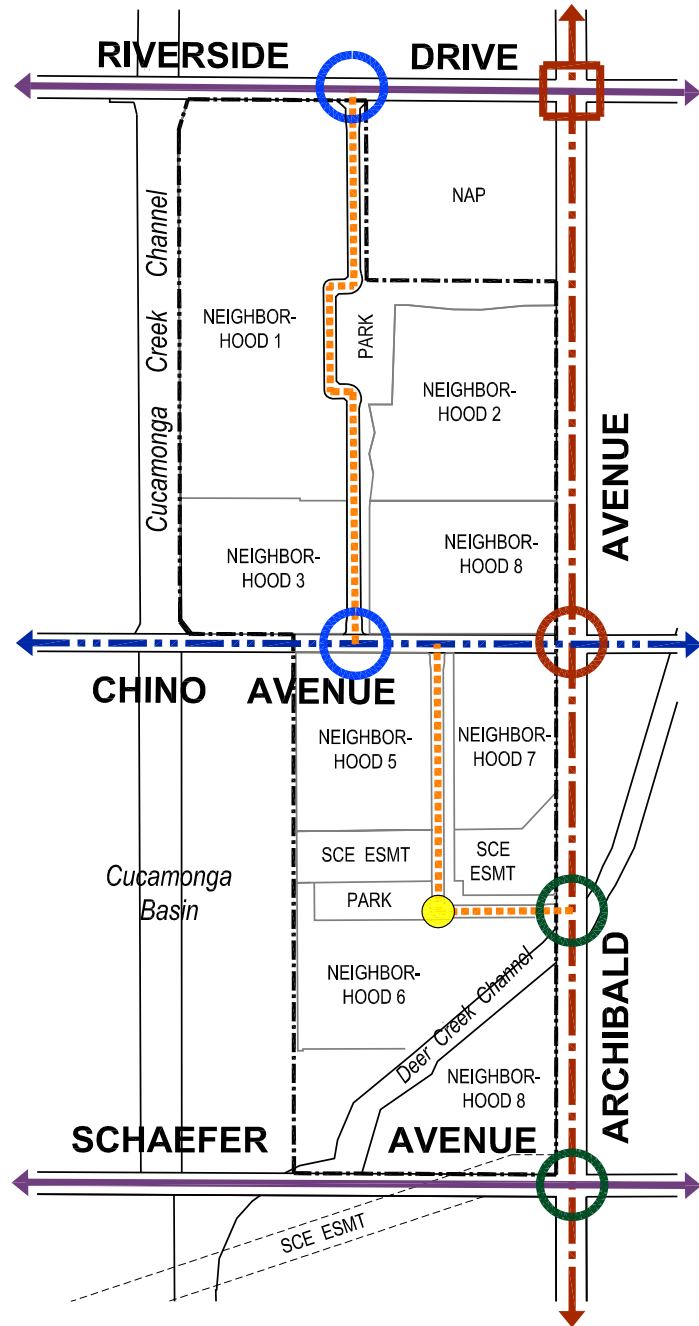 RIVERSIDE DRIVE
NAP
Cucamonga Creek Channel
NEIGHBOR-
HOOD 1
PARK
NEIGHBOR-
HOOD 2
AVENUE
NEIGHBOR-
HOOD 3
NEIGHBOR-
HOOD 8
CHINO AVENUE
NEIGHBOR-
HOOD 5
NEIGHBOR-
HOOD 7
SCE ESMT
SCE
ESMT
Cucamonga
Basin
PARK
NEIGHBOR-
HOOD 6
Deer Creek Channel
ARCHIBALD
NEIGHBOR-
HOOD 8
SCHAEFER AVENUE
SCE ESMT